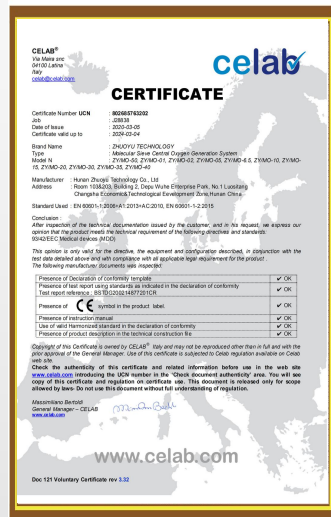 CELAB®
Via Maira snc
04100 Latina
Italy
celab@celab.com
celab
CERTIFICATE
Certificate Number UCN : 802685763202
Job : J28838
Date of Issue : 2020-03-05
Certificate valid up to : 2024-03-04
Brand Name : ZHUOYU TECHNOLOGY
Type : Molecular Sieve Central Oxygen Generation System
Model N : ZY/MO-50, ZY/MO-01, ZY/MO-02, ZY/MO-05, ZY/MO-6.5, ZY/MO-10, ZY/MO-
15, ZY/MO-20, ZY/MO-30, ZY/MO-35, ZY/MO-40
Manufacturer : Hunan Zhuoyu Technology Co., Ltd
Address : Room 103&203, Building 2, Depu Wuhe Enterprise Park, No.1 Luositang
Changsha Economic&Technological Development Zone,Hunan China
Standard Used : EN 60601-1:2006+A1:2013+AC:2010, EN 60601-1-2:2015
Conclusion :
After inspection of the technical documentation issued by the customer, and in his request, we express our
opinion that the product meets the technical requirement of the following directives and standards:
93/42/EEC Medical devices (MDD)
This opinion is only valid for the directive, the equipment and configuration described, in conjunction with the
test data detailed above and with compliance with all applicable legal requirement for the product .
The following manufacturer documents was inspected:
Presence of Declaration of conformity template ✔ OK
Presence of test report using standards as indicated in the declaration of conformity
Test report reference : BSTDG200214877201CR ✔ OK
Presence of CE symbol in the product label. ✔ OK
Presence of instruction manual ✔ OK
Use of valid Harmonized standard in the declaration of conformity ✔ OK
Presence of product description in the technical construction file ✔ OK
Copyright of this Certificate is owned by CELAB® Italy and may not be reproduced other than in full and with the
prior approval of the General Manager. Use of this certificate is subjected to Celab regulation available on Celab
web site.
Check the authenticity of this certificate and related information before use in the web site
www.celab.com introducing the UCN number in the 'Check document authenticity' area. You will see
copy of this certificate and regulation on certificate use. This document is released only for scope
allowed by laws- Do not use this document without full understanding of regulation.
Massimiliano Bertoldi
General Manager – CELAB
www.celab.com
www.celab.com
Doc 121 Voluntary Certificate rev 3.32